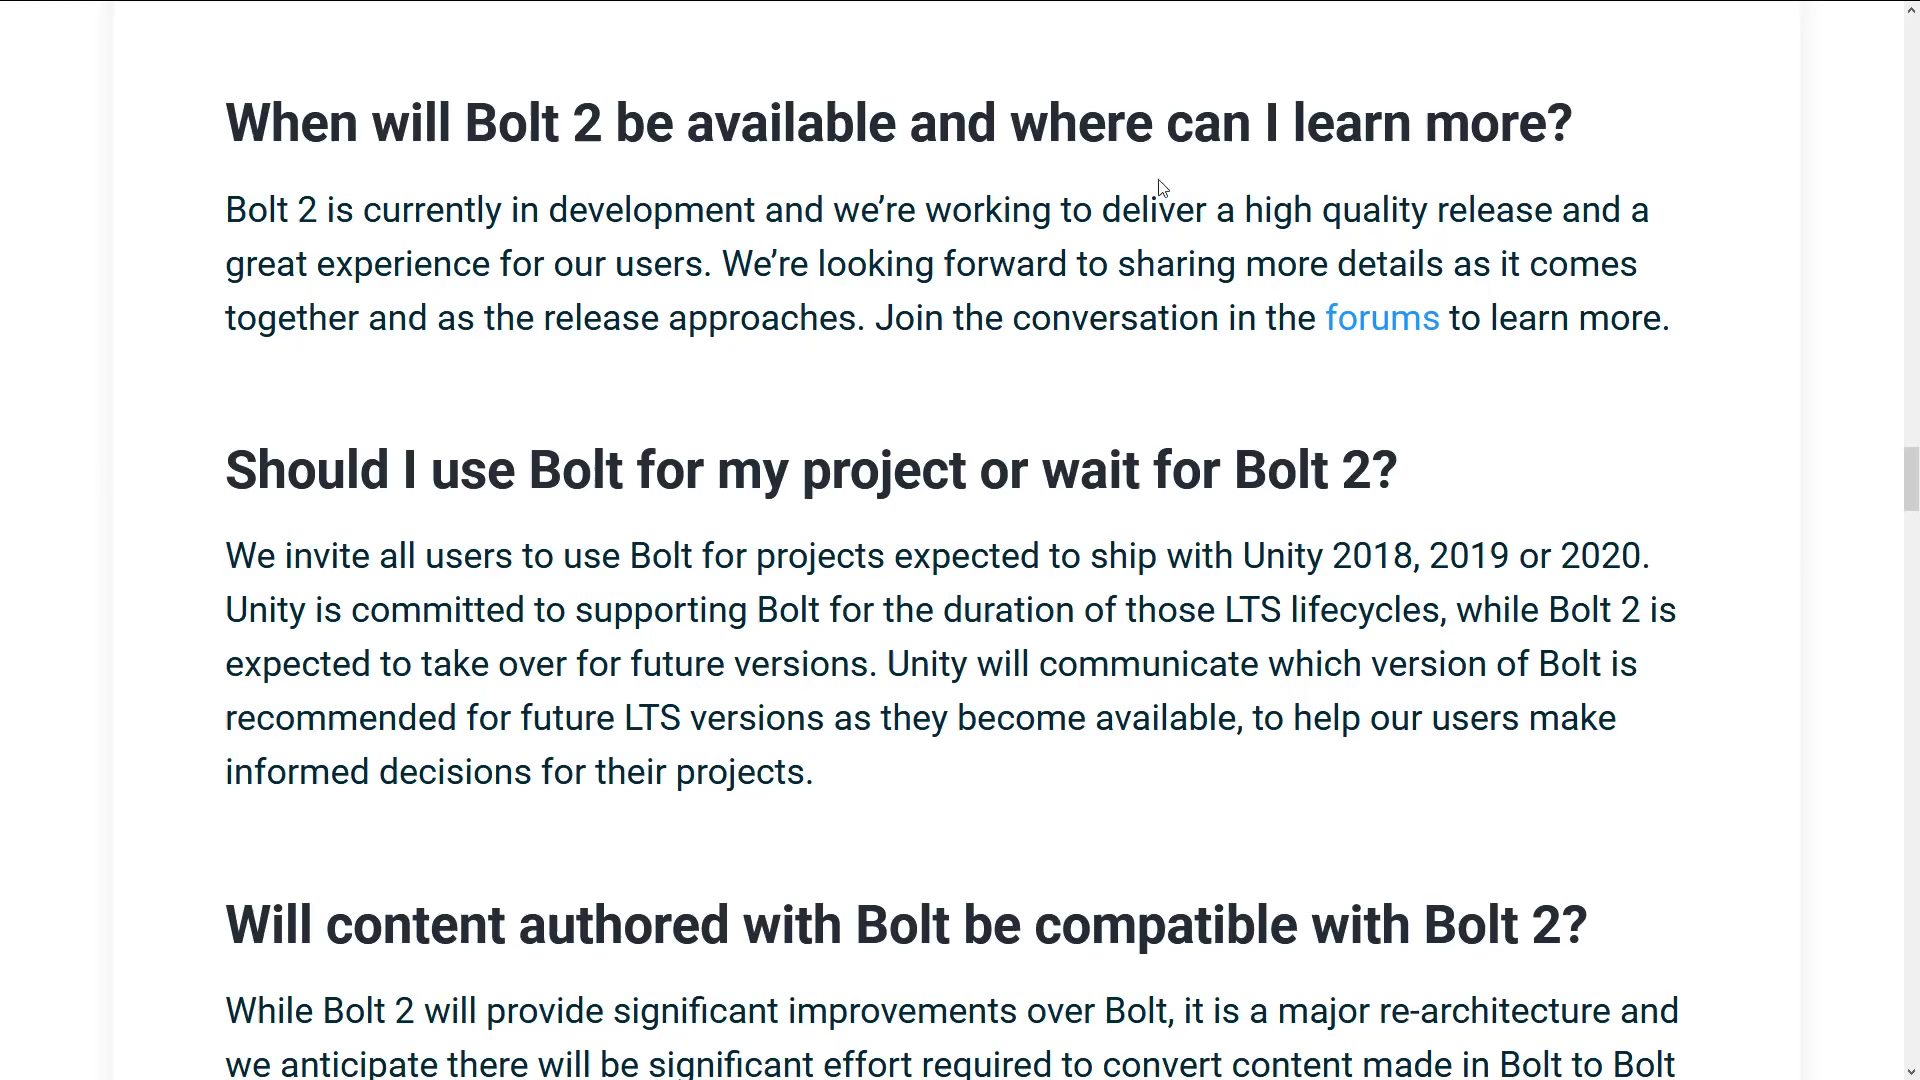 When will Bolt 2 be available and where can I learn more?
Bolt 2 is currently in development and we’re working to deliver a high quality release and a
great experience for our users. We’re looking forward to sharing more details as it comes
together and as the release approaches. Join the conversation in the forums to learn more.
Should I use Bolt for my project or wait for Bolt 2?
We invite all users to use Bolt for projects expected to ship with Unity 2018, 2019 or 2020.
Unity is committed to supporting Bolt for the duration of those LTS lifecycles, while Bolt 2 is
expected to take over for future versions. Unity will communicate which version of Bolt is
recommended for future LTS versions as they become available, to help our users make
informed decisions for their projects.
Will content authored with Bolt be compatible with Bolt 2?
While Bolt 2 will provide significant improvements over Bolt, it is a major re-architecture and
we anticipate there will be significant effort required to convert content made in Bolt to Bolt